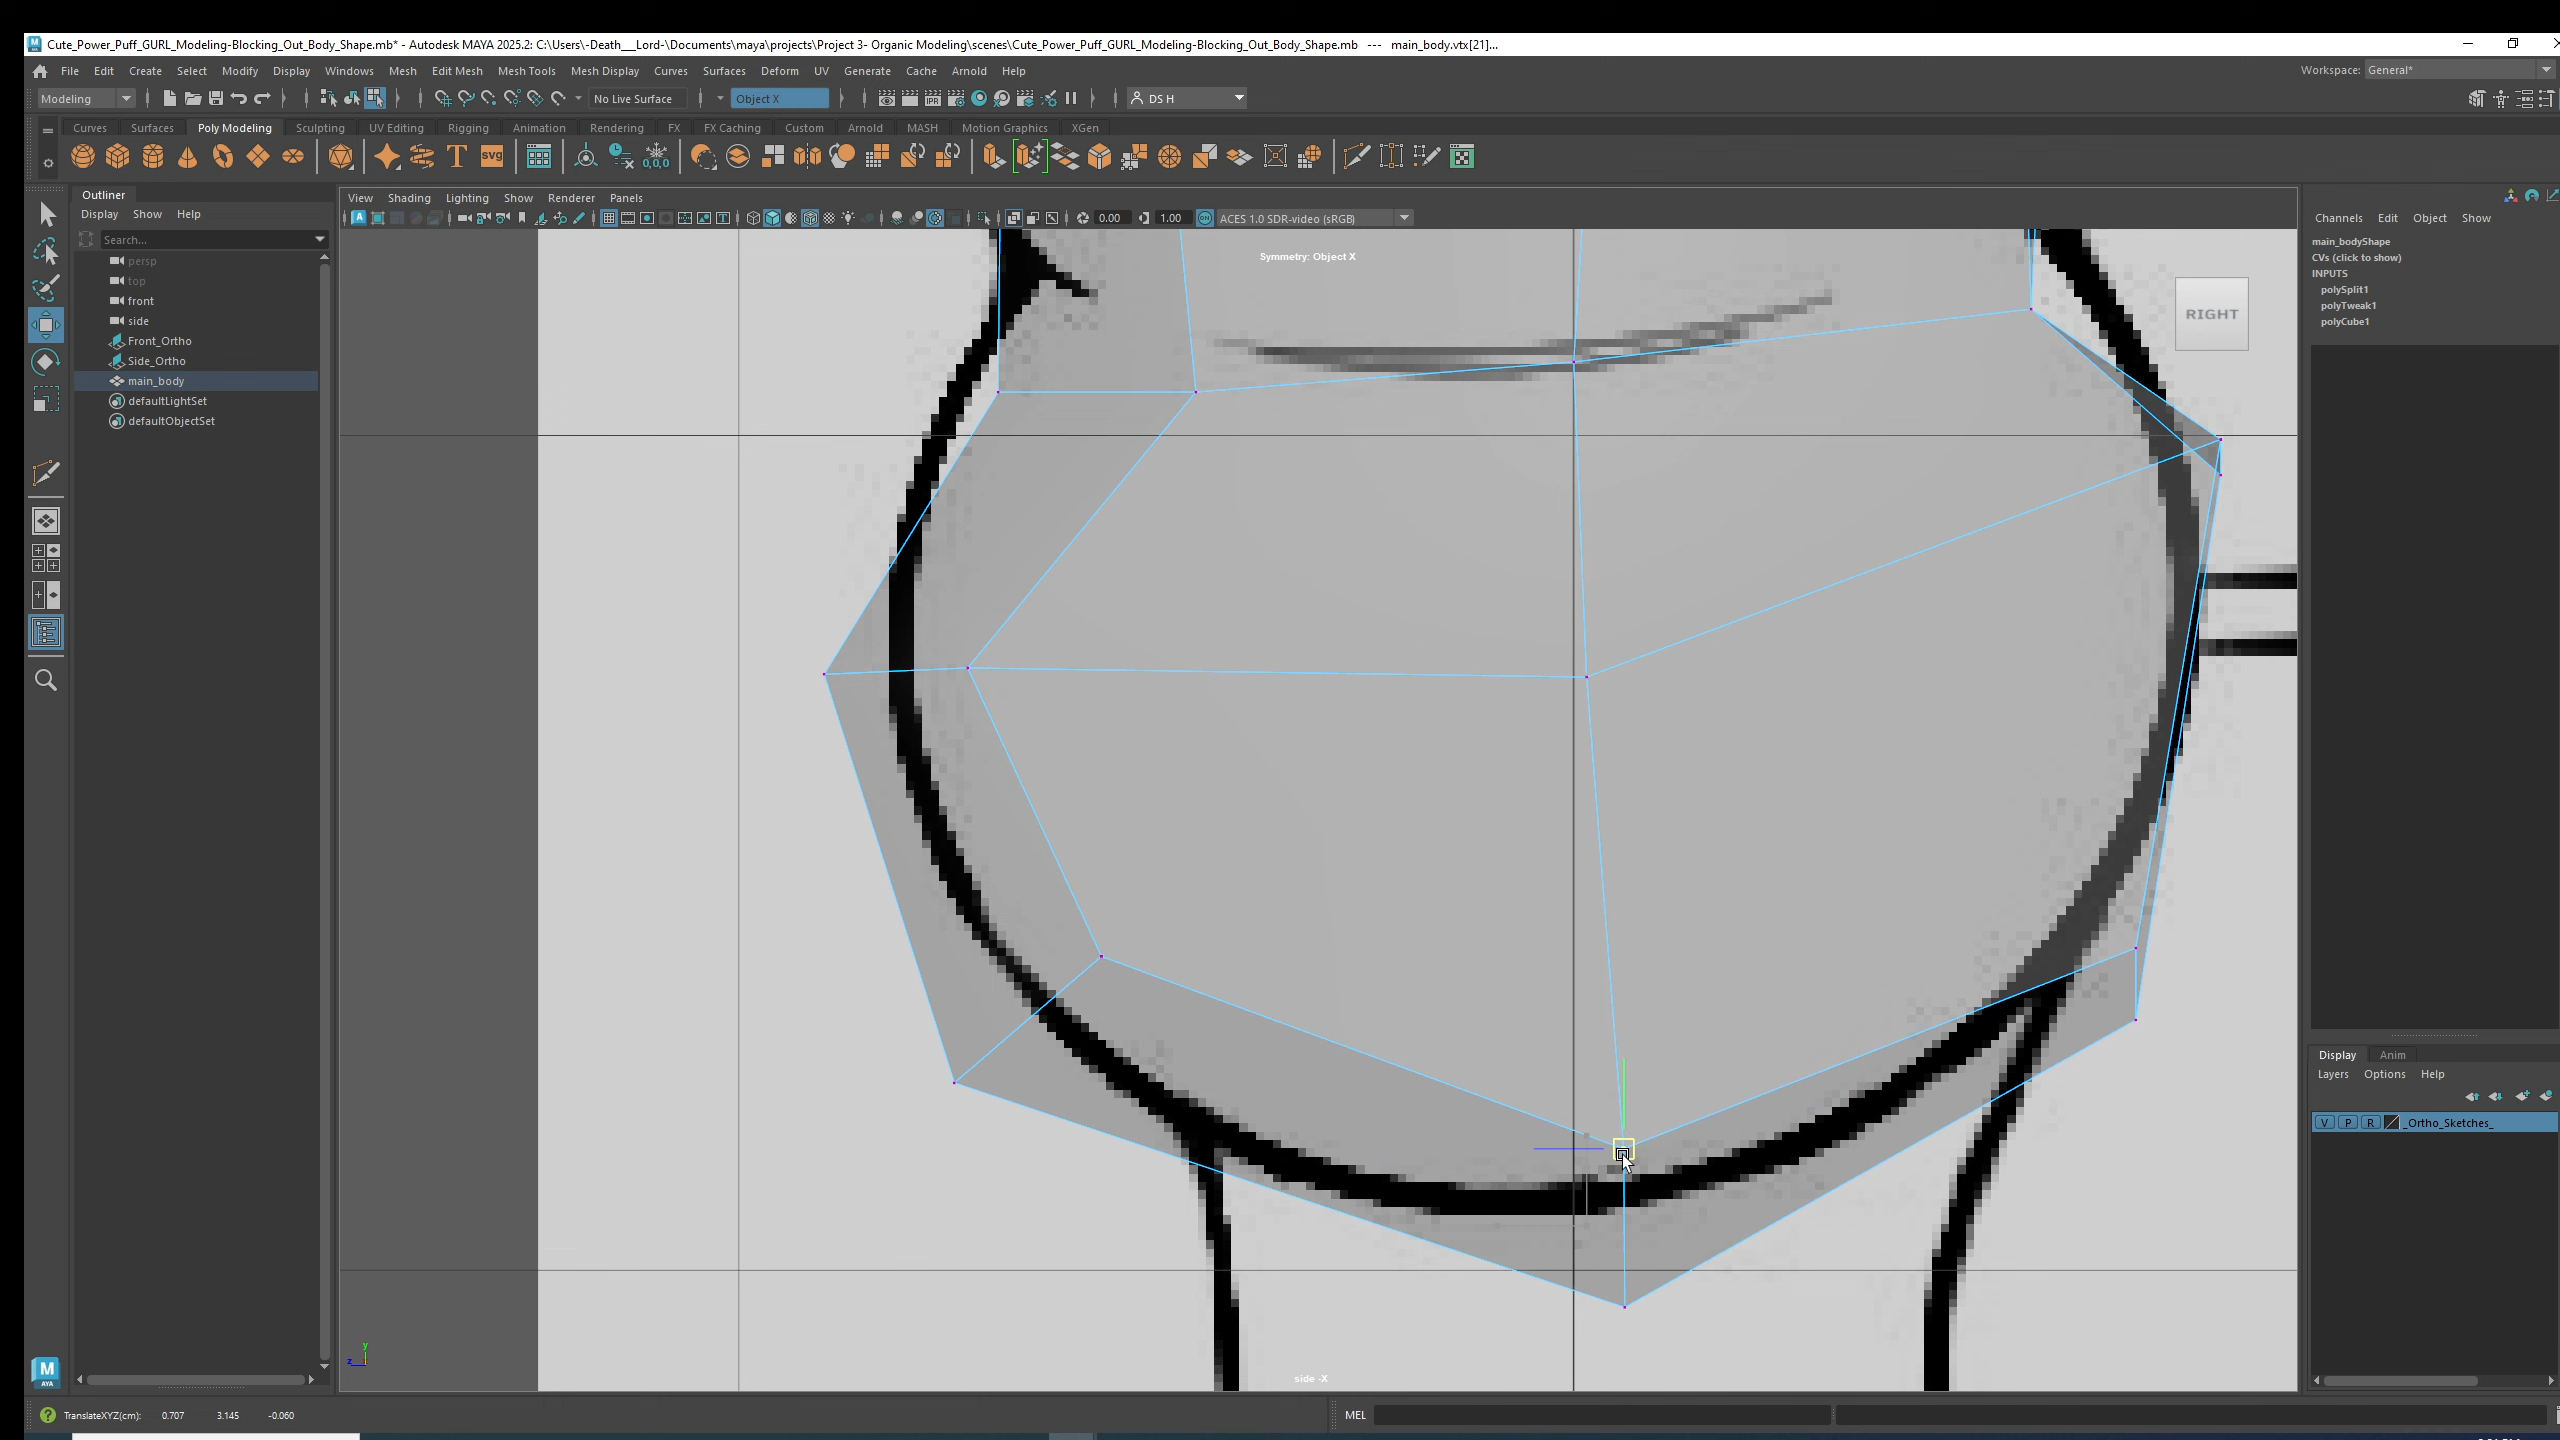 Cute_Power_Puff_GURL_Modeling-Blocking_Out_Body_Shape.mb* - Autodesk MAYA 2025.2: C:\Users\-Death__Lord-\Documents\maya\projects\Project 3- Organic Modeling\scenes\Cute_Power_Puff_GURL_Modeling-Blocking_Out_Body_Shape.mb --- main_body.vtx[21]...
File Edit Create Select Modify Display Windows Mesh Edit Mesh Mesh Tools Mesh Display Curves Surfaces Deform UV Generate Cache Arnold Help Workspace: General*
Modeling No Live Surface Object X IPR DS H
Curves Surfaces Poly Modeling Sculpting UV Editing Rigging Animation Rendering FX FX Caching Custom Arnold MASH Motion Graphics XGen
T SVG 0,0,0
Outliner
Display Show Help
Search...
persp
top
front
side
Front_Ortho
Side_Ortho
main_body
defaultLightSet
defaultObjectSet
View Shading Lighting Show Renderer Panels
0.00 1.00 ON ACES 1.0 SDR-video (sRGB)
Symmetry: Object X
RIGHT
y
z
side -X
Channels Edit Object Show
main_bodyShape
CVs (click to show)
INPUTS
polySplit1
polyTweak1
polyCube1
Display Anim
Layers Options Help
V P R _Ortho_Sketches_
M
AYA
TranslateXYZ(cm): 0.707 3.145 -0.060
MEL